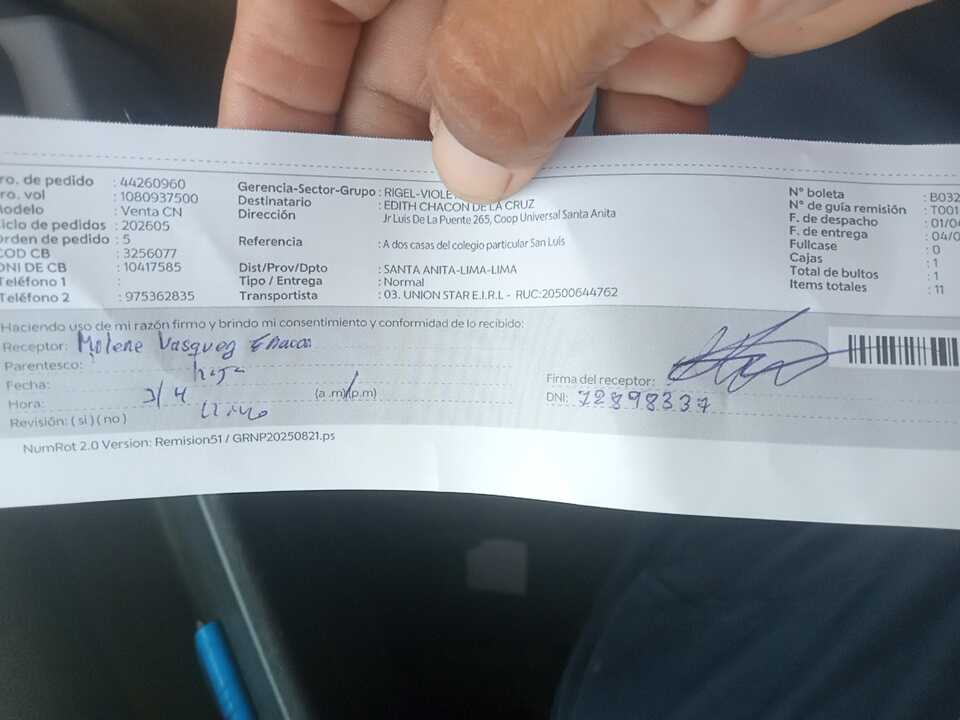 ro. de pedido : 44260960
ro. vol : 1080937500
Modelo : Venta CN
Ciclo de pedidos : 202605
Orden de pedido : 5
COD CB : 3256077
DNI DE CB : 10417585
Teléfono 1 :
Teléfono 2 : 975362835
Gerencia-Sector-Grupo : RIGEL-VIOLE
Destinatario : EDITH CHACON DE LA CRUZ
Dirección Jr Luis De La Puente 265, Coop Universal Santa Anita
Referencia : A dos casas del colegio particular San Luis
Dist/Prov/Dpto : SANTA ANITA-LIMA-LIMA
Tipo / Entrega : Normal
Transportista : 03. UNION STAR E.I.R.L - RUC:20500644762
N° boleta : B032
N° de guía remisión : T001
F. de despacho : 01/0
F. de entrega : 04/0
Fullcase : 0
Cajas : 1
Total de bultos : 1
Items totales : 11
Haciendo uso de mi razón firmo y brindo mi consentimiento y conformidad de lo recibido:
Receptor: Vasquez
Parentesco: hija
Fecha: 3/4
Hora: (a.m)/(p.m)
Revisión: ( si ) ( no )
Firma del receptor:
DNI: 72898337
NumRot 2.0 Version: Remision51 / GRNP20250821.ps